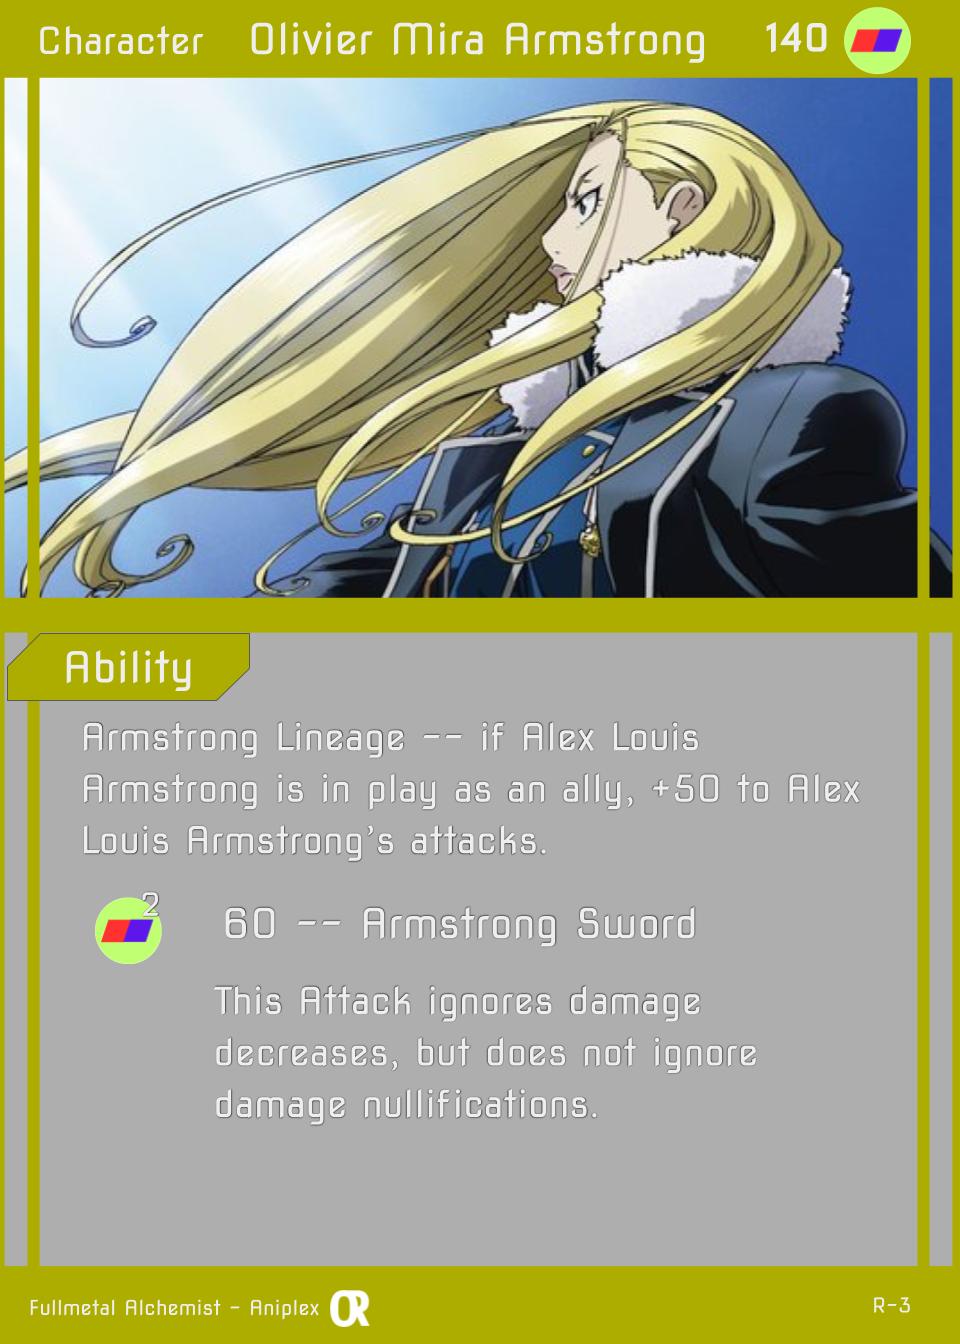 Character Olivier Mira Armstrong 140
Ability
Armstrong Lineage -- if Alex Louis
Armstrong is in play as an ally, +50 to Alex
Louis Armstrong's attacks.
2 60 -- Armstrong Sword
This Attack ignores damage
decreases, but does not ignore
damage nullifications.
Fullmetal Alchemist - Aniplex OR R-3